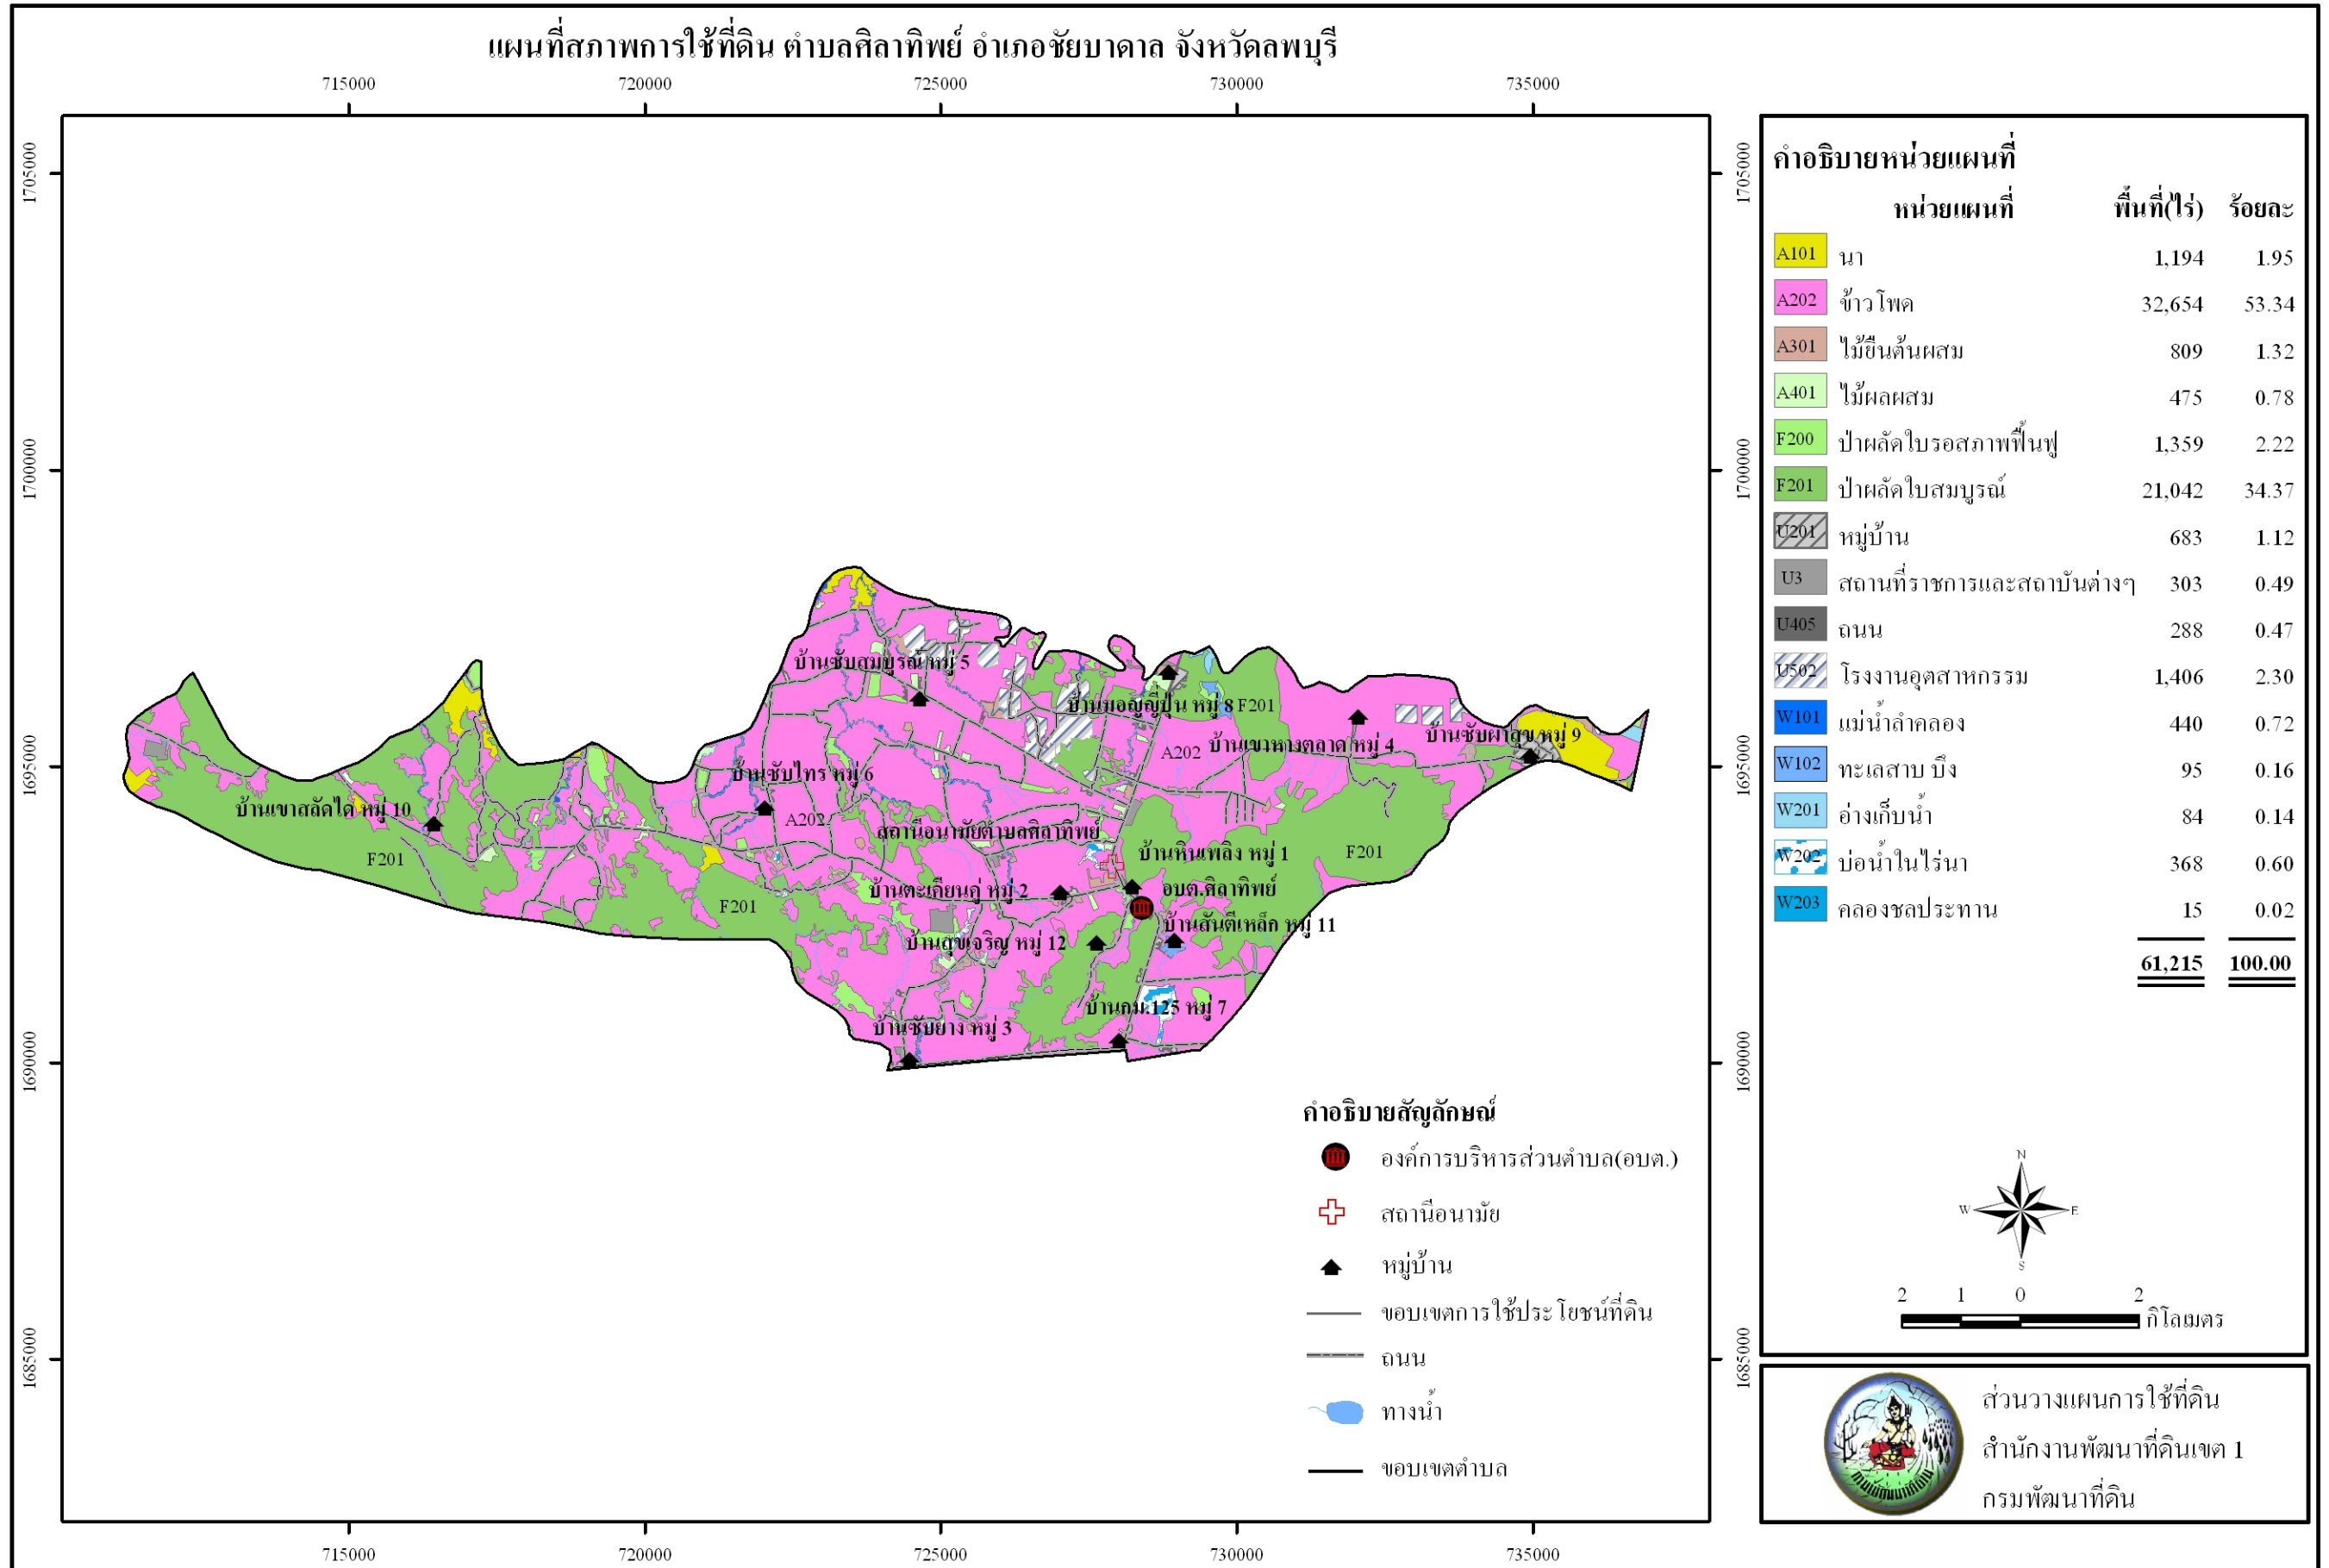 แผนที่สภาพการใช้ที่ดิน ตำบลศิลาทิพย์ อำเภอชัยบาดาล จังหวัดลพบุรี
715000 720000 725000 730000 735000
1705000 1705000
1700000 1700000
1695000 1695000
1690000 1690000
1685000 1685000
715000 720000 725000 730000 735000
บ้านซับสมบูรณ์ หมู่ 5
บ้านมอญญี่ปุ่น หมู่ 8
F201
บ้านเขาหางตลาด หมู่ 4
บ้านซับผาสุข หมู่ 9
A202
บ้านซับไทร หมู่ 6
บ้านเขาสลัดได หมู่ 10
A202
สถานีอนามัยตำบลศิลาทิพย์
F201
บ้านหินเพลิง หมู่ 1
F201
บ้านตะเคียนคู่ หมู่ 2
อบต.ศิลาทิพย์
F201
บ้านสันตีเหล็ก หมู่ 11
บ้านสุขเจริญ หมู่ 12
บ้านกม.125 หมู่ 7
บ้านซับยาง หมู่ 3
คำอธิบายสัญลักษณ์
องค์การบริหารส่วนตำบล(อบต.)
สถานีอนามัย
หมู่บ้าน
ขอบเขตการใช้ประโยชน์ที่ดิน
ถนน
ทางน้ำ
ขอบเขตตำบล
คำอธิบายหน่วยแผนที่
หน่วยแผนที่ พื้นที่(ไร่) ร้อยละ
A101 นา 1,194 1.95
A202 ข้าวโพด 32,654 53.34
A301 ไม้ยืนต้นผสม 809 1.32
A401 ไม้ผลผสม 475 0.78
F200 ป่าผลัดใบรอสภาพฟื้นฟู 1,359 2.22
F201 ป่าผลัดใบสมบูรณ์ 21,042 34.37
U201 หมู่บ้าน 683 1.12
U3 สถานที่ราชการและสถาบันต่างๆ 303 0.49
U405 ถนน 288 0.47
U502 โรงงานอุตสาหกรรม 1,406 2.30
W101 แม่น้ำลำคลอง 440 0.72
W102 ทะเลสาบ บึง 95 0.16
W201 อ่างเก็บน้ำ 84 0.14
W202 บ่อน้ำในไร่นา 368 0.60
W203 คลองชลประทาน 15 0.02
61,215 100.00
N
W E
S
2 1 0 2
กิโลเมตร
ส่วนวางแผนการใช้ที่ดิน
สำนักงานพัฒนาที่ดินเขต 1
กรมพัฒนาที่ดิน
กรมพัฒนาที่ดิน